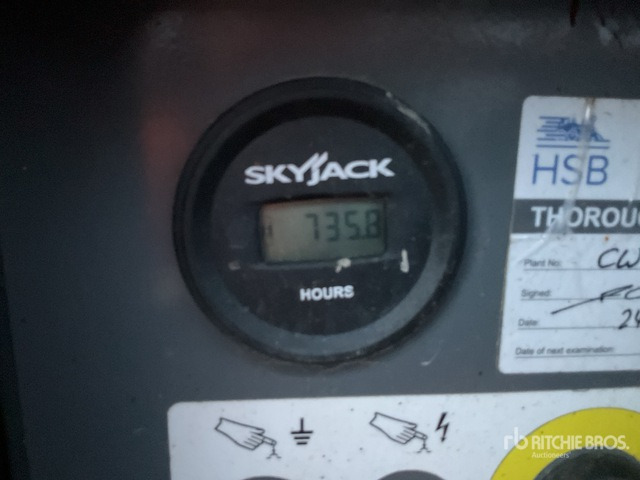 SKYJACK
735.8
HOURS
HSB
THOROU
Plant No: CW
Signed:
Date: 24
Date of next examination:
rb RITCHIE BROS.
Auctioneers